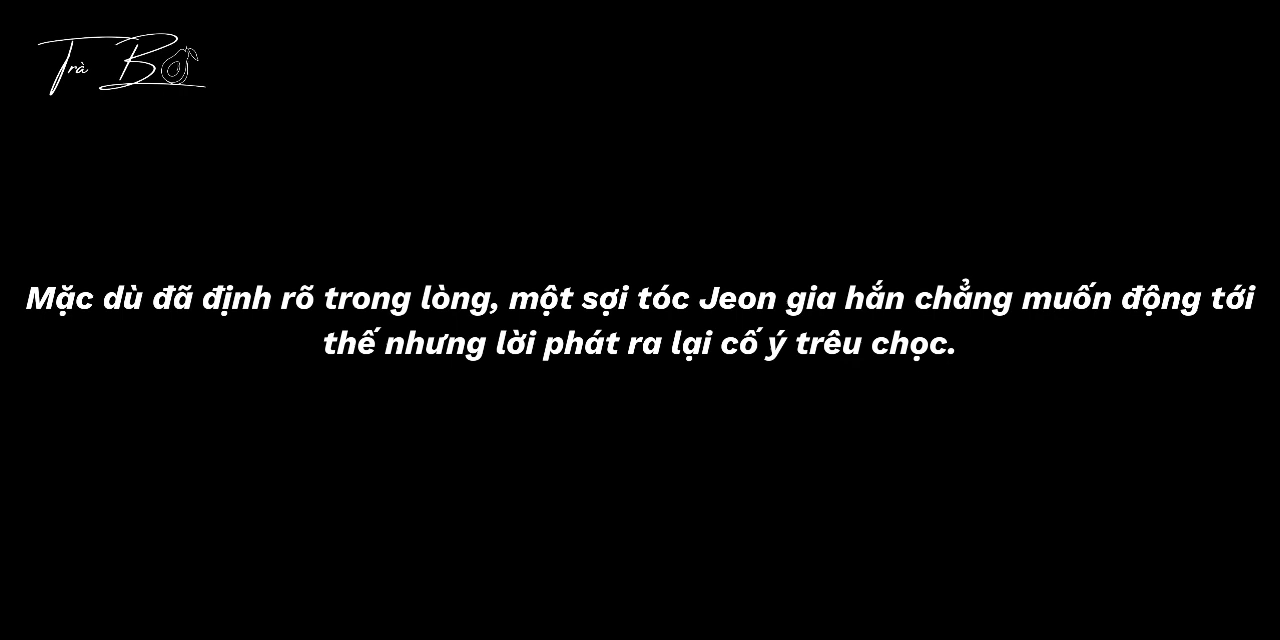 Trà Bơ
Mặc dù đã định rõ trong lòng, một sợi tóc Jeon gia hắn chẳng muốn động tới
thế nhưng lời phát ra lại cố ý trêu chọc.